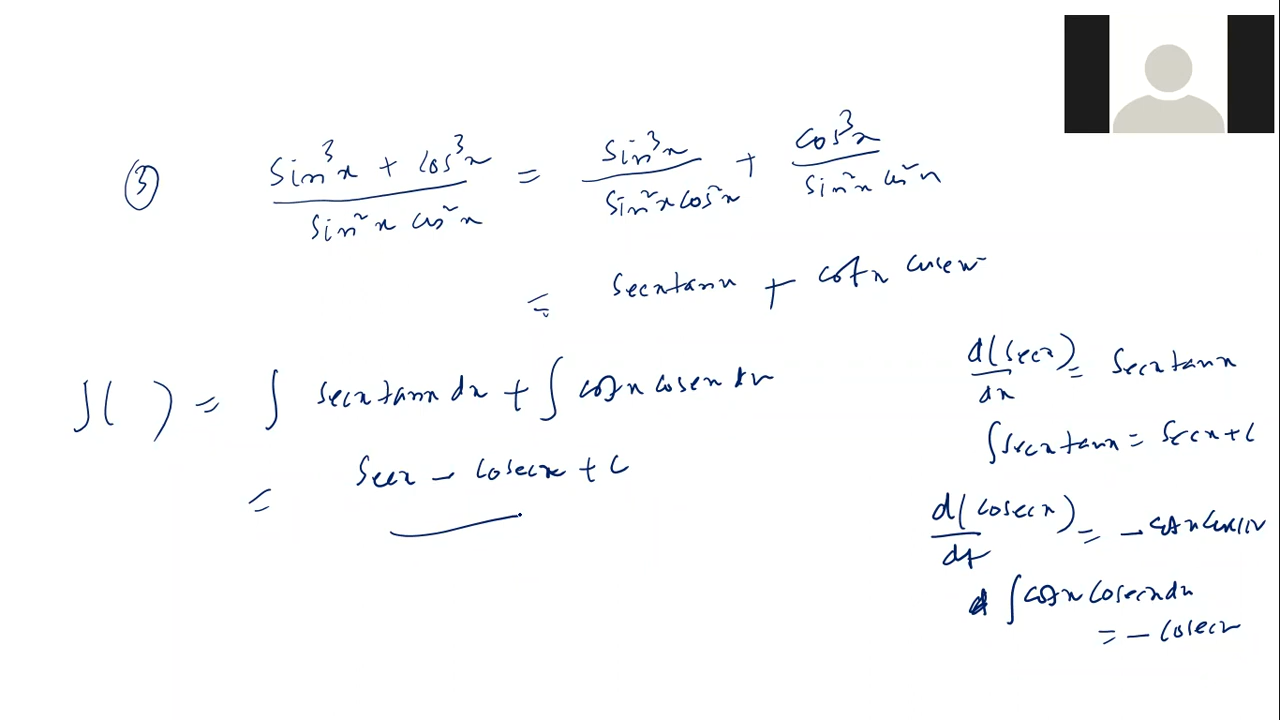 ③ (sin³x + cos³x)/(sin²x cos²x) = sin³x/(sin²x cos²x) + cos³x/(sin²x cos²x)
= secx tanx + cotx cosecx
∫( ) = ∫ secx tanx dx + ∫ cotx cosecx dx
= secx - cosecx + c
d(secx)/dx = secx tanx
∫secx tanx = secx + c
d(cosecx)/dx = - cotx cosecx
∫cotx cosecx dx
= - cosecx